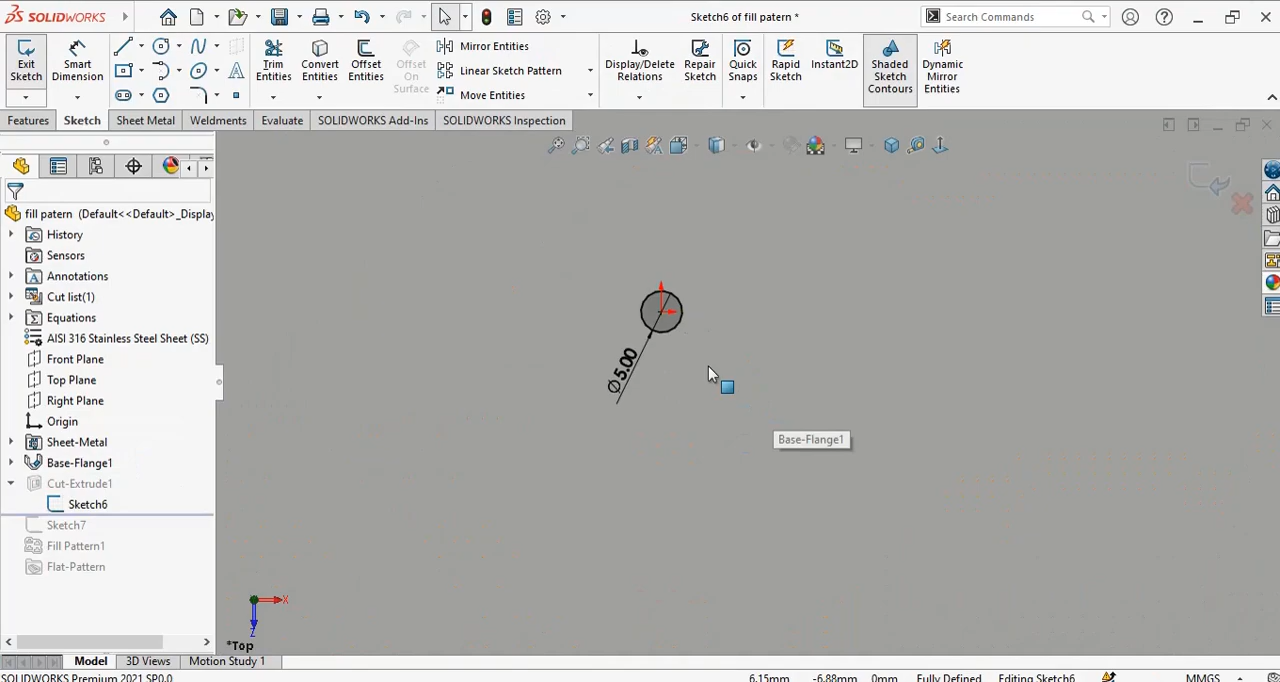 SOLIDWORKS
Sketch6 of fill patern *
Search Commands
Exit Sketch
Smart Dimension
Trim Entities
Convert Entities
Offset Entities
Offset On Surface
Mirror Entities
Linear Sketch Pattern
Move Entities
Display/Delete Relations
Repair Sketch
Quick Snaps
Rapid Sketch
Instant2D
Shaded Sketch Contours
Dynamic Mirror Entities
Features
Sketch
Sheet Metal
Weldments
Evaluate
SOLIDWORKS Add-Ins
SOLIDWORKS Inspection
fill patern (Default<<Default>_Display
History
Sensors
Annotations
Cut list(1)
Equations
AISI 316 Stainless Steel Sheet (SS)
Front Plane
Top Plane
Right Plane
Origin
Sheet-Metal
Base-Flange1
Cut-Extrude1
Sketch6
Sketch7
Fill Pattern1
Flat-Pattern
Ø5.00
Base-Flange1
X
Z
*Top
Model
3D Views
Motion Study 1
SOLIDWORKS Premium 2021 SP0.0
6.15mm
-6.88mm
0mm
Fully Defined
Editing Sketch6
MMGS